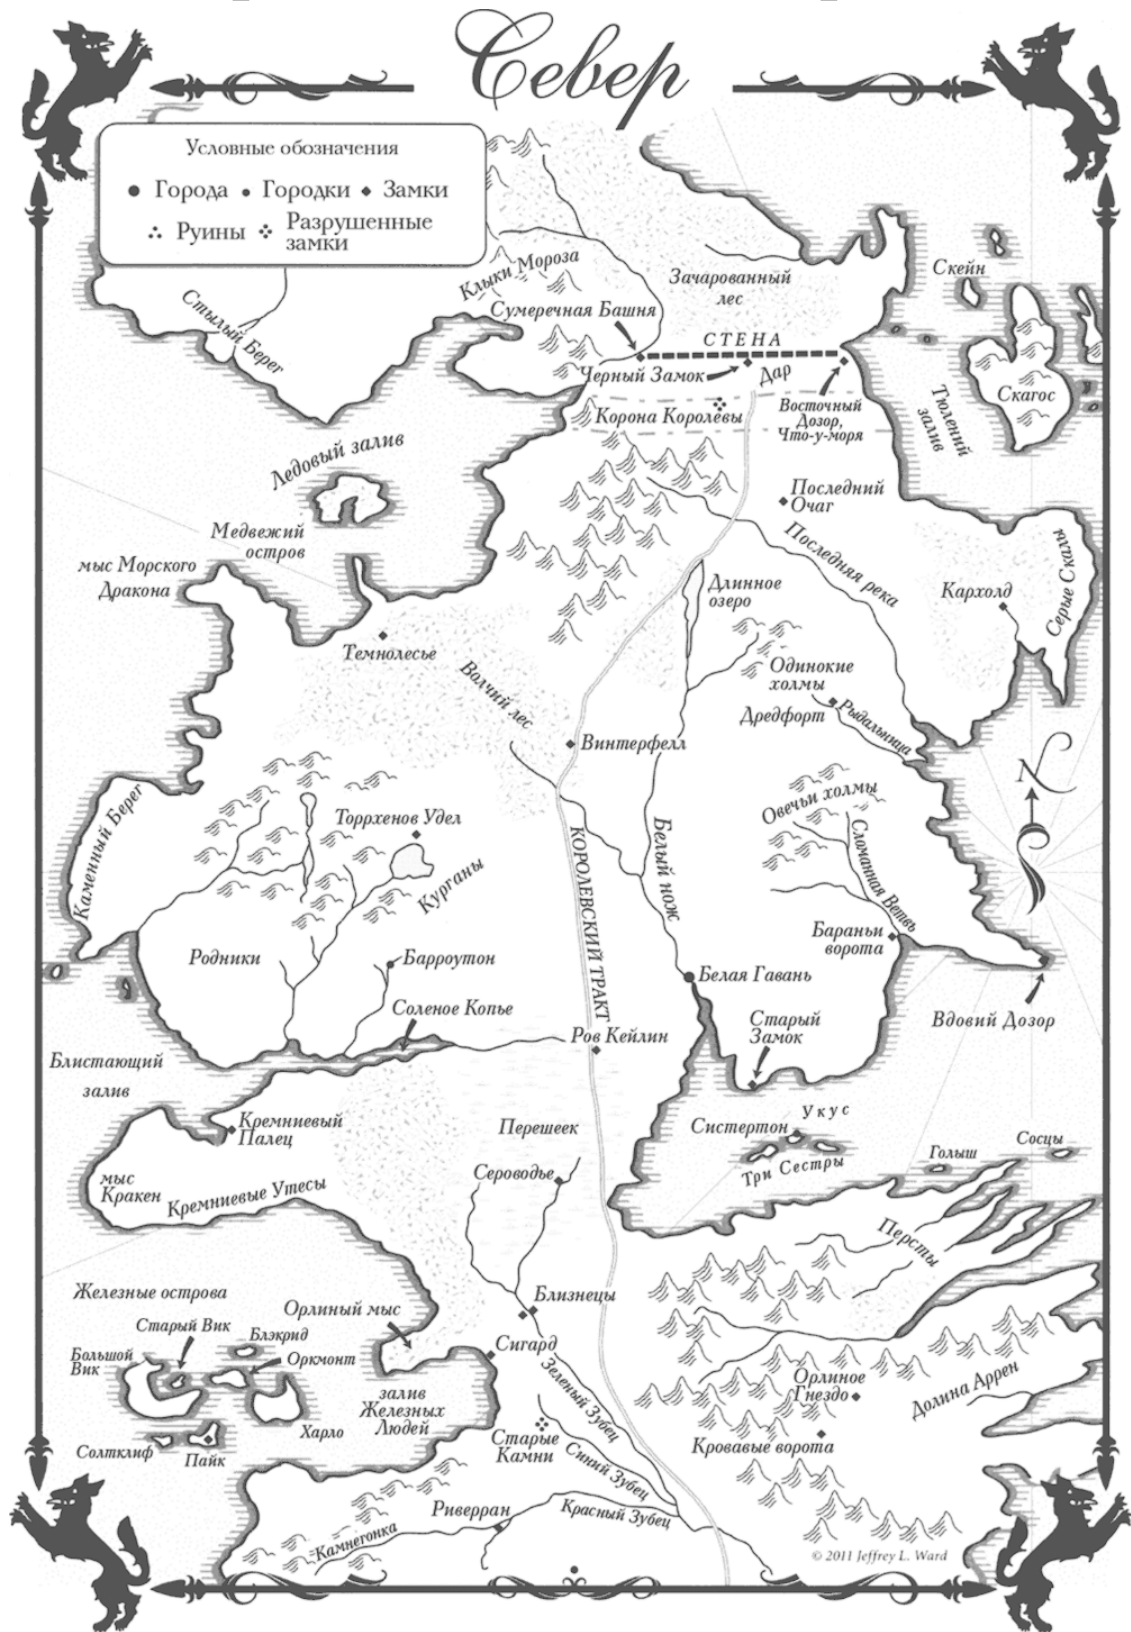 Север
Условные обозначения
Города Городки Замки
Руины Разрушенные
замки
Клыки Мороза
Зачарованный
лес
Скейн
Стылый Берег
Сумеречная Башня
СТЕНА
Черный Замок
Дар
Скагос
Корона Королевы
Восточный
Дозор,
Что-у-моря
Тюлений
залив
Ледовый залив
Последний
Очаг
Медвежий
остров
мыс Морского
Дракона
Последняя река
Длинное
озеро
Кархолд
Серые Скалы
Темнолесье
Волчий лес
Одинокие
холмы
Дредфорт
Рыдальница
Винтерфелл
Каменный Берег
Торрхенов Удел
Овечьи холмы
КОРОЛЕВСКИЙ ТРАКТ
Белый нож
Сломанная Ветвь
Курганы
Родники
Барроутон
Бараньи
ворота
Белая Гавань
Соленое Копье
Старый
Замок
Вдовий Дозор
Ров Кейлин
Блистающий
залив
Кремниевый
Палец
Перешеек
Укус
Систертон
Три Сестры
Голыш
Сосцы
мыс
Кракен
Кремниевые Утесы
Сероводье
Персты
Железные острова
Орлиный мыс
Близнецы
Старый Вик
Блэкрид
Большой
Вик
Оркмонт
Сигард
Зеленый Зубец
залив
Железных
Людей
Орлиное
Гнездо
Долина Аррен
Харло
Солтклиф
Пайк
Старые
Камни
Синий Зубец
Кровавые ворота
Риверран
Красный Зубец
Камнегонка
© 2011 Jeffrey L. Ward